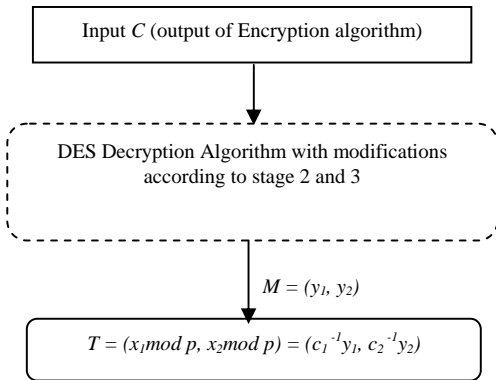 Input C (output of Encryption algorithm)
DES Decryption Algorithm with modifications
according to stage 2 and 3
M = (y₁, y₂)
T = (x₁mod p, x₂mod p) = (c₁⁻¹y₁, c₂⁻¹y₂)